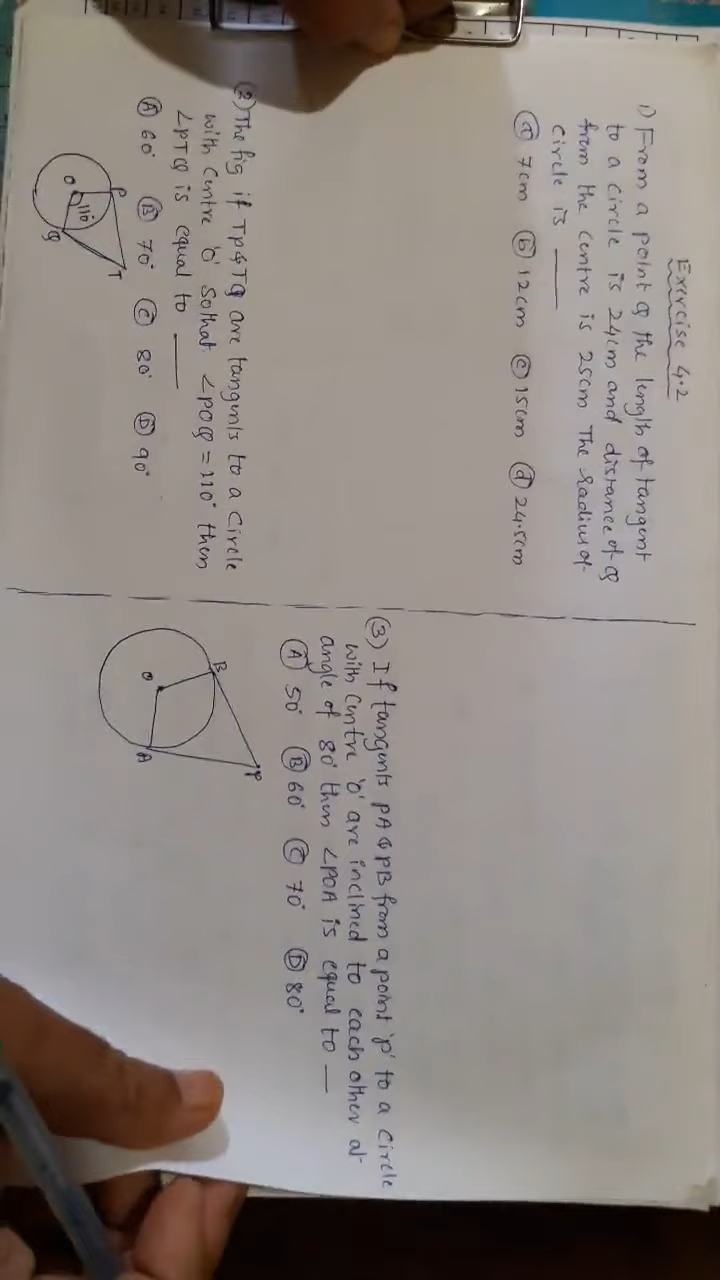 Exercise 4.2
1) From a point Q the length of tangent
to a circle is 24cm and distance of Q
from the centre is 25cm The radius of
circle is ____
ⓐ 7cm ⓑ 12cm ⓒ 15cm ⓓ 24.5cm
② The fig if TP & TQ are tangents to a circle
with centre 'O' so that ∠POQ = 110° then
∠PTQ is equal to ____
Ⓐ 60° Ⓑ 70° Ⓒ 80° Ⓓ 90°
P
O 110°
Q
T
③ If tangents PA & PB from a point 'p' to a circle
with centre 'O' are inclined to each other at
angle of 80° then ∠POA is equal to __
Ⓐ 50° Ⓑ 60° Ⓒ 70° Ⓓ 80°
B
O
A
P